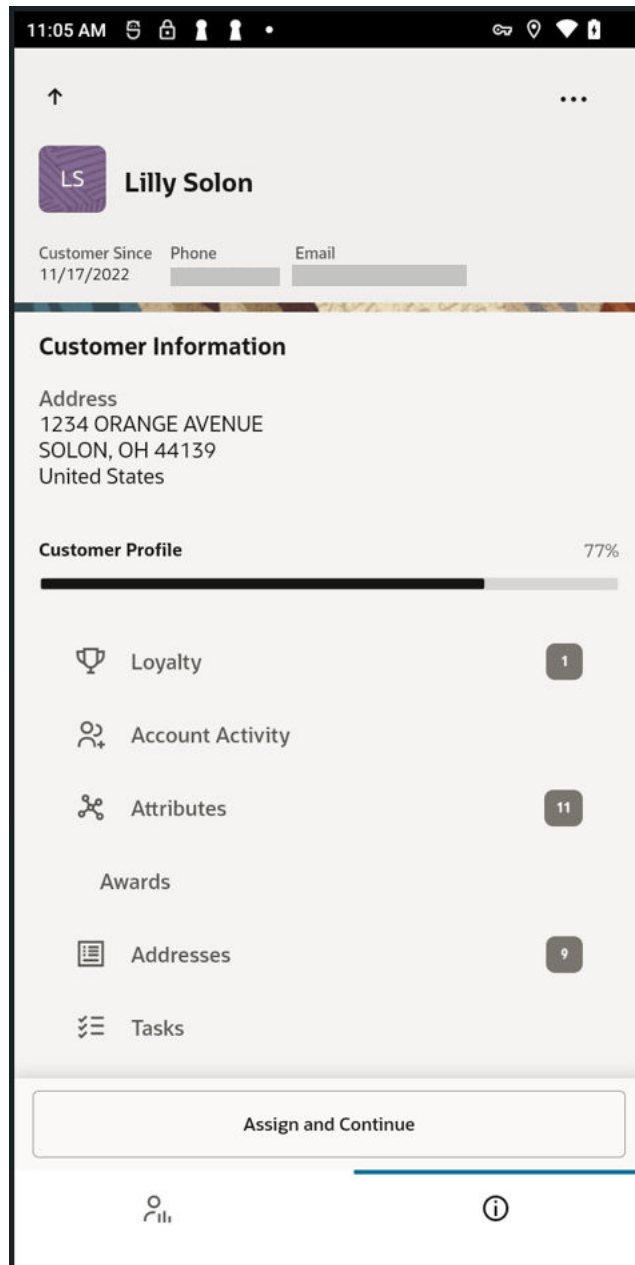 11:05 AM
LS
Lilly Solon
Customer Since Phone Email
11/17/2022
Customer Information
Address
1234 ORANGE AVENUE
SOLON, OH 44139
United States
Customer Profile 77%
Loyalty 1
Account Activity
Attributes 11
Awards
Addresses 9
Tasks
Assign and Continue